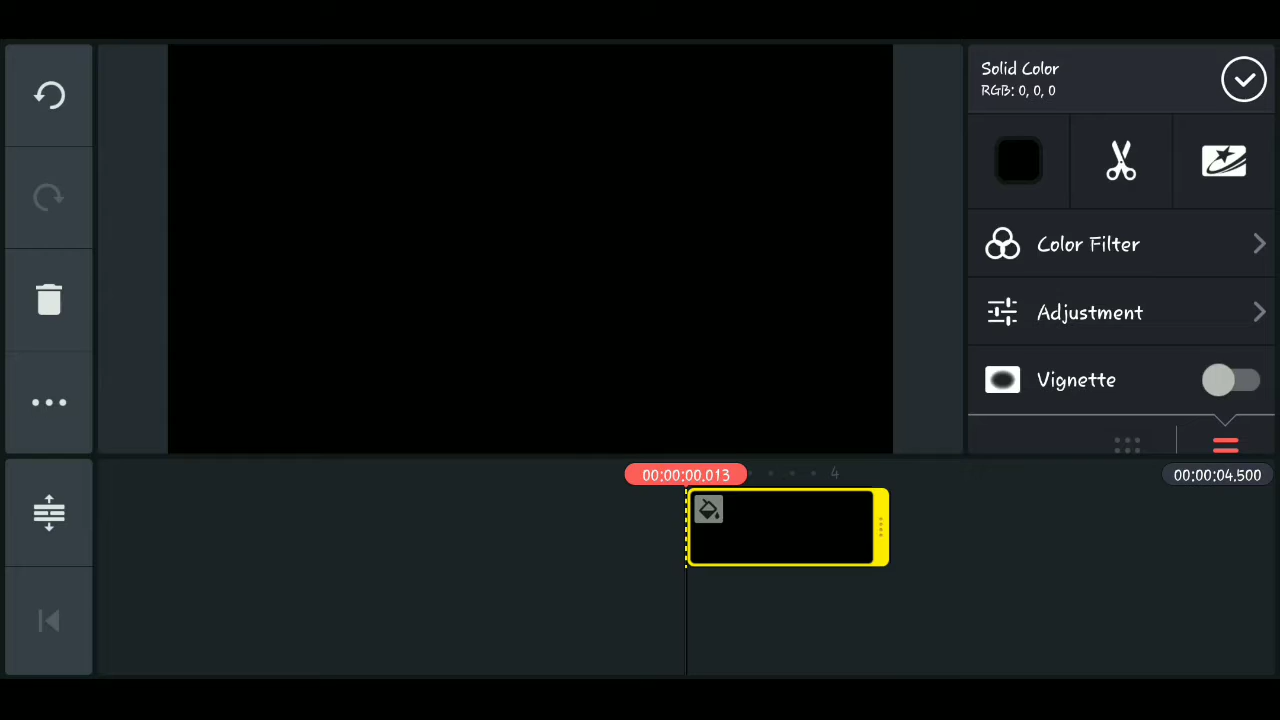 Solid Color
RGB: 0, 0, 0
Color Filter
Adjustment
Vignette
00:00:00.013
4
00:00:04.500